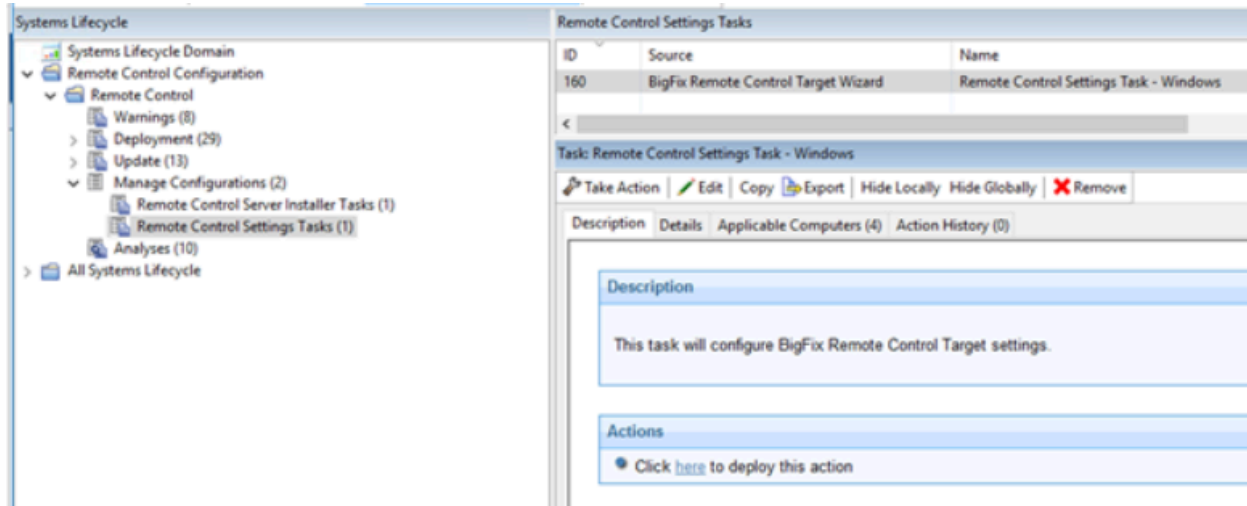 Systems Lifecycle
Systems Lifecycle Domain
Remote Control Configuration
Remote Control
Warnings (8)
Deployment (29)
Update (13)
Manage Configurations (2)
Remote Control Server Installer Tasks (1)
Remote Control Settings Tasks (1)
Analyses (10)
All Systems Lifecycle
Remote Control Settings Tasks
ID Source Name
160 BigFix Remote Control Target Wizard Remote Control Settings Task - Windows
Task: Remote Control Settings Task - Windows
Take Action Edit Copy Export Hide Locally Hide Globally Remove
Description Details Applicable Computers (4) Action History (0)
Description
This task will configure BigFix Remote Control Target settings.
Actions
Click here to deploy this action